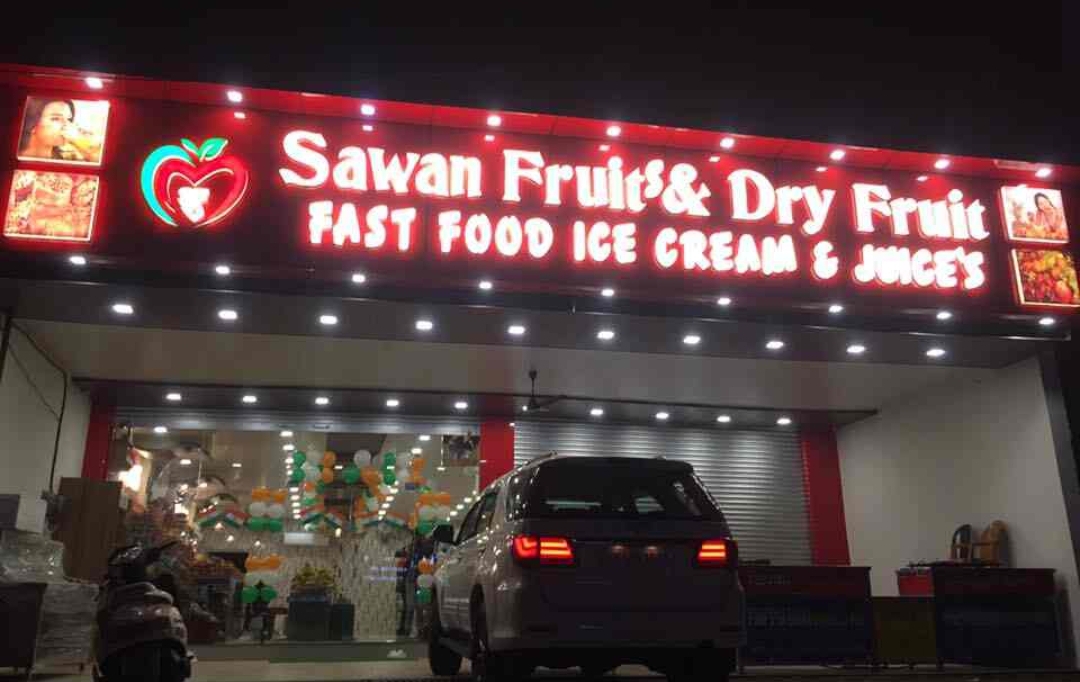 Sawan Fruit's & Dry Fruit
FAST FOOD ICE CREAM & JUICE'S